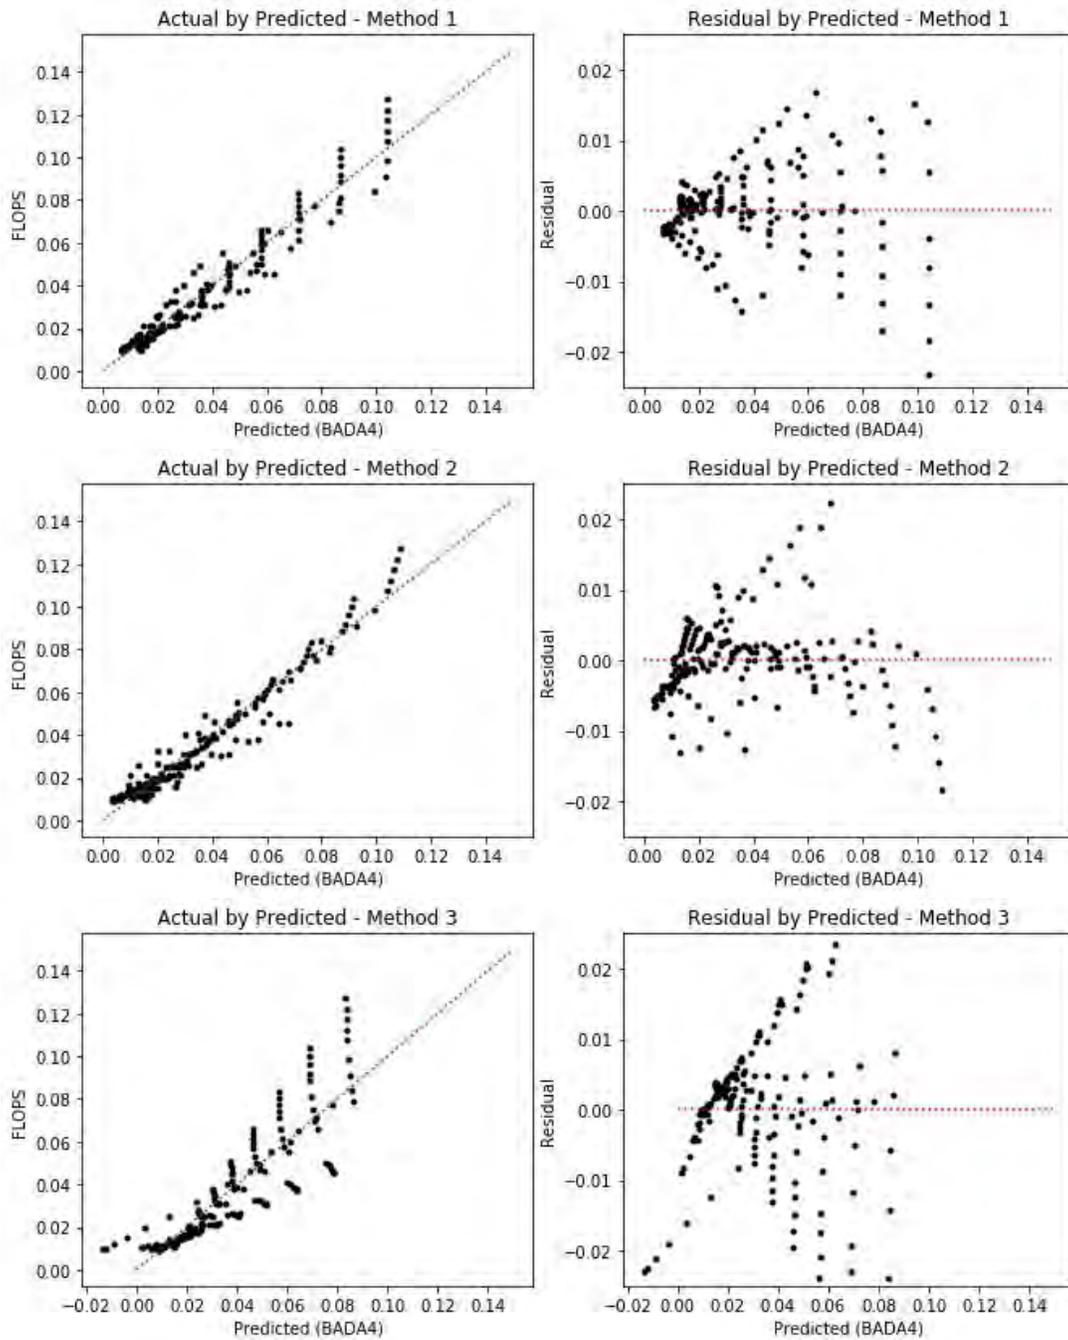 Actual by Predicted - Method 1
Residual by Predicted - Method 1
FLOPS
0.14
0.12
0.10
0.08
0.06
0.04
0.02
0.00
0.00 0.02 0.04 0.06 0.08 0.10 0.12 0.14
Predicted (BADA4)
Residual
0.02
0.01
0.00
−0.01
−0.02
0.00 0.02 0.04 0.06 0.08 0.10 0.12 0.14
Predicted (BADA4)
Actual by Predicted - Method 2
Residual by Predicted - Method 2
FLOPS
0.14
0.12
0.10
0.08
0.06
0.04
0.02
0.00
0.00 0.02 0.04 0.06 0.08 0.10 0.12 0.14
Predicted (BADA4)
Residual
0.02
0.01
0.00
−0.01
−0.02
0.00 0.02 0.04 0.06 0.08 0.10 0.12 0.14
Predicted (BADA4)
Actual by Predicted - Method 3
Residual by Predicted - Method 3
FLOPS
0.14
0.12
0.10
0.08
0.06
0.04
0.02
0.00
−0.02 0.00 0.02 0.04 0.06 0.08 0.10 0.12 0.14
Predicted (BADA4)
Residual
0.02
0.01
0.00
−0.01
−0.02
−0.02 0.00 0.02 0.04 0.06 0.08 0.10 0.12 0.14
Predicted (BADA4)